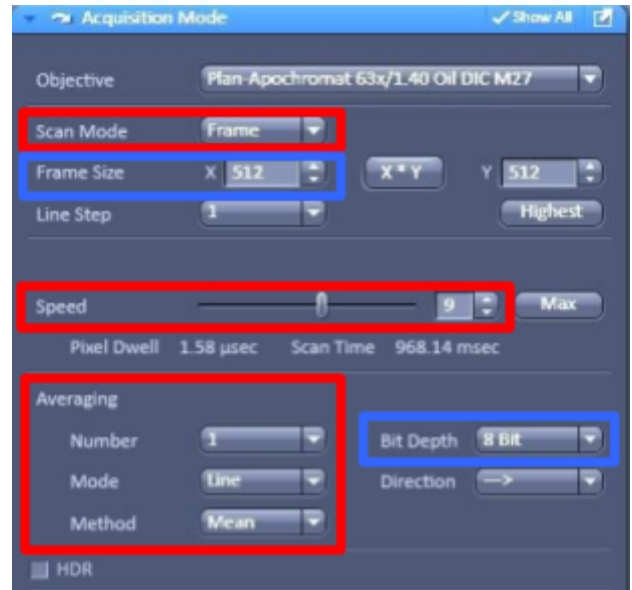 Acquisition Mode Show All
Objective Plan-Apochromat 63x/1.40 Oil DIC M27
Scan Mode Frame
Frame Size X 512 X * Y Y 512
Line Step 1 Highest
Speed 9 Max
Pixel Dwell 1.58 µsec Scan Time 968.14 msec
Averaging
Number 1 Bit Depth 8 Bit
Mode Line Direction —>
Method Mean
HDR